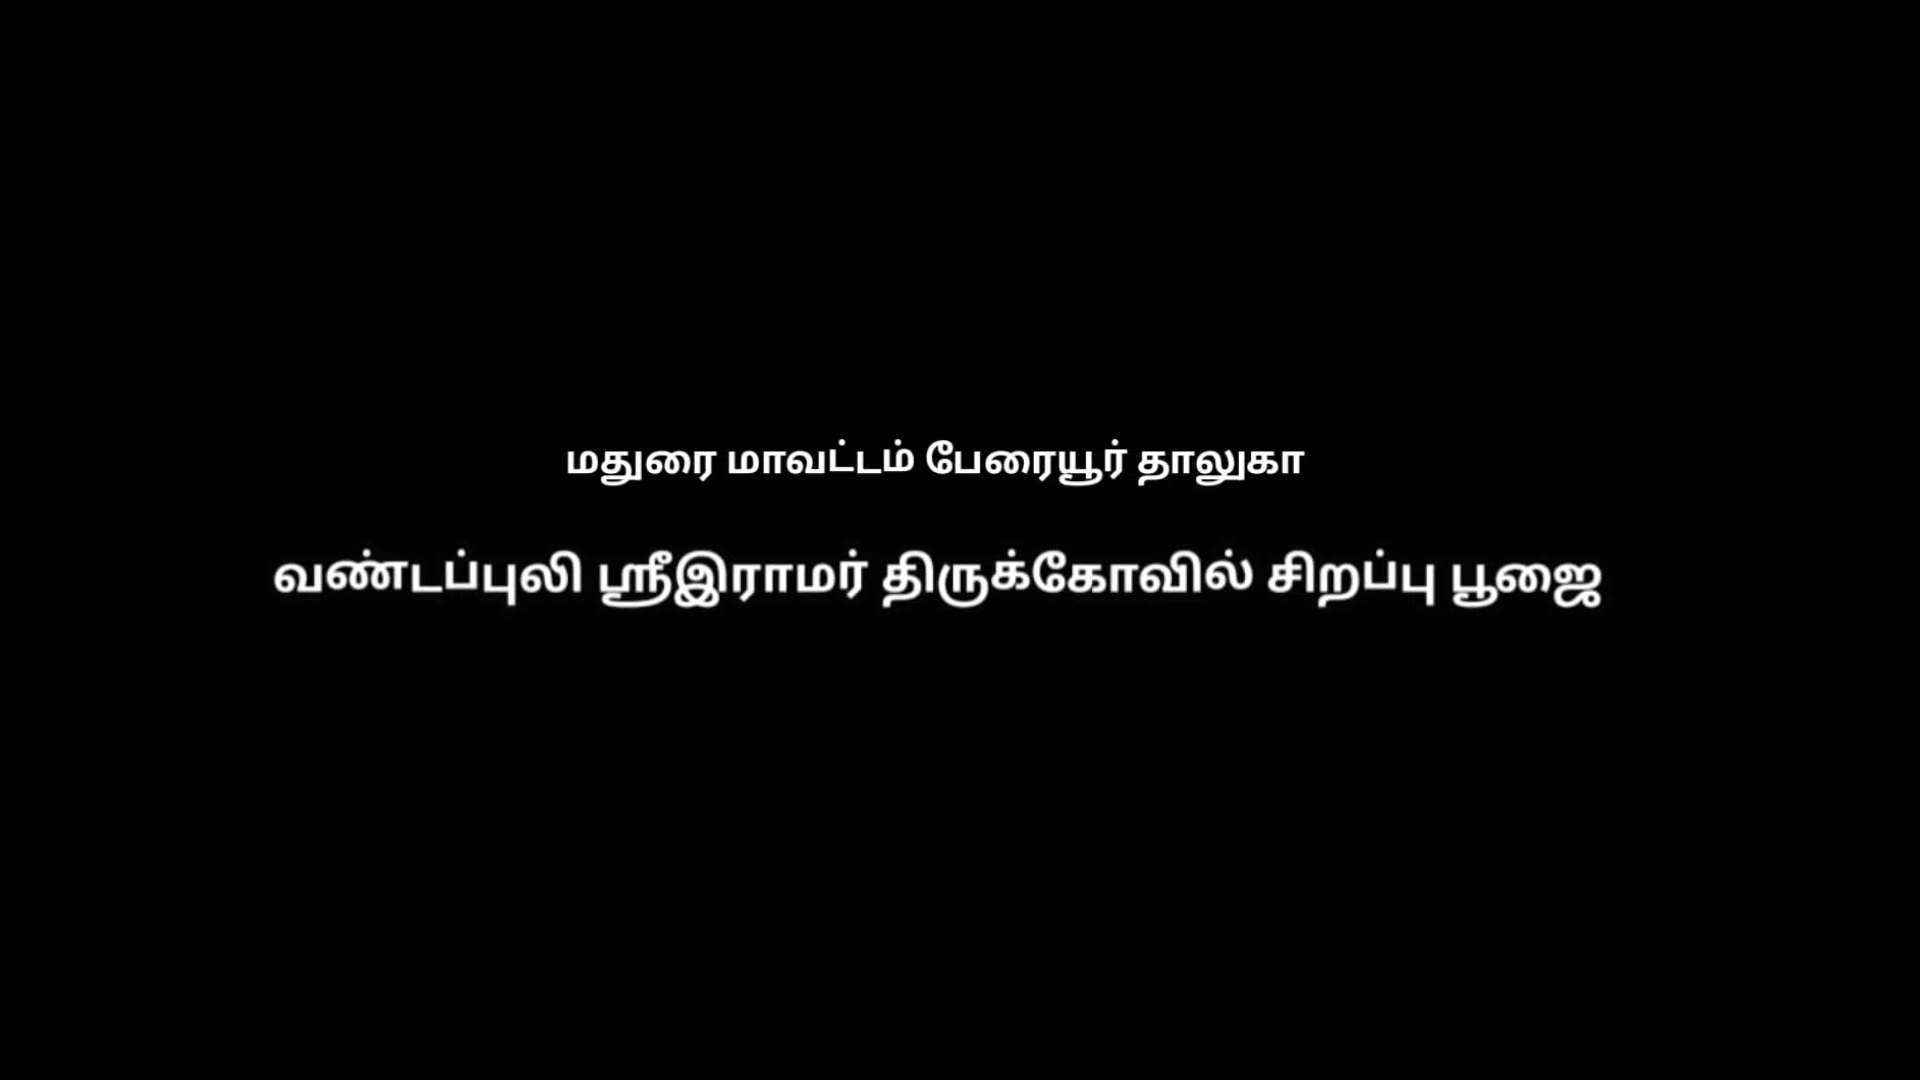 மதுரை மாவட்டம் பேரையூர் தாலுகா
வண்டப்புலி ஸ்ரீஇராமர் திருக்கோவில் சிறப்பு பூஜை